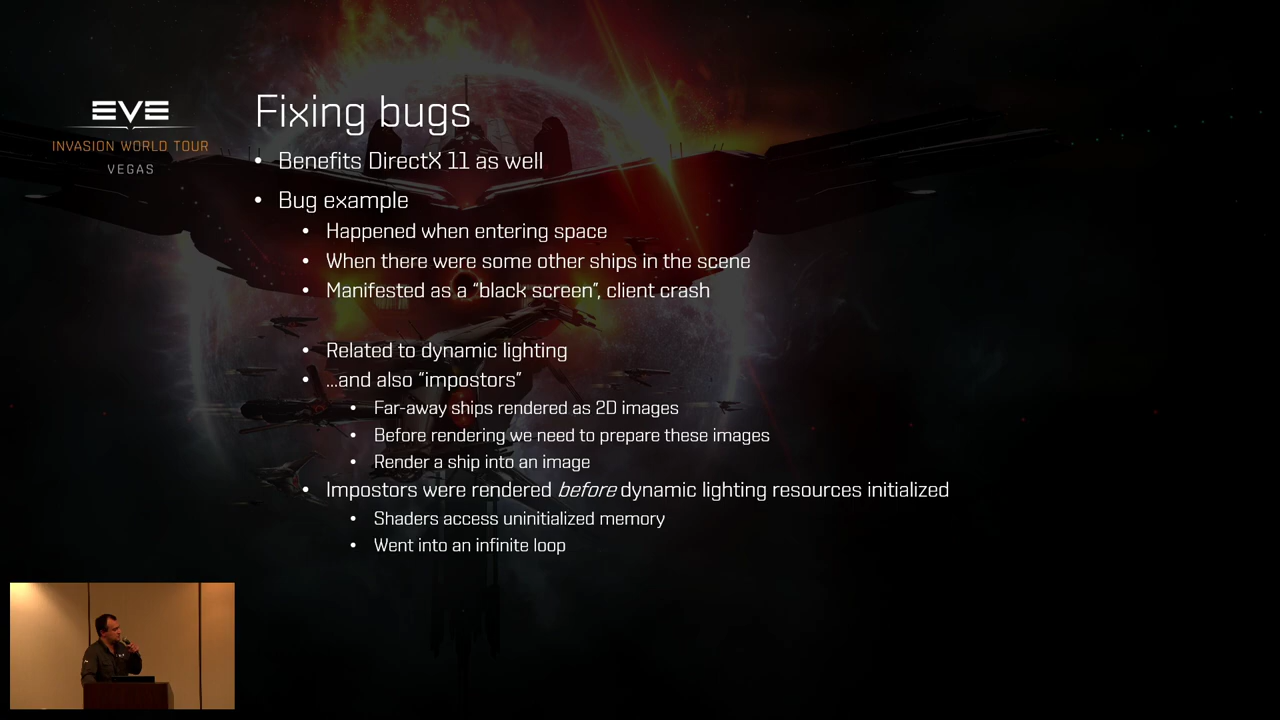 EVE
INVASION WORLD TOUR
VEGAS
Fixing bugs
• Benefits DirectX 11 as well
• Bug example
• Happened when entering space
• When there were some other ships in the scene
• Manifested as a “black screen”, client crash
• Related to dynamic lighting
• ...and also “impostors”
• Far-away ships rendered as 2D images
• Before rendering we need to prepare these images
• Render a ship into an image
• Impostors were rendered before dynamic lighting resources initialized
• Shaders access uninitialized memory
• Went into an infinite loop